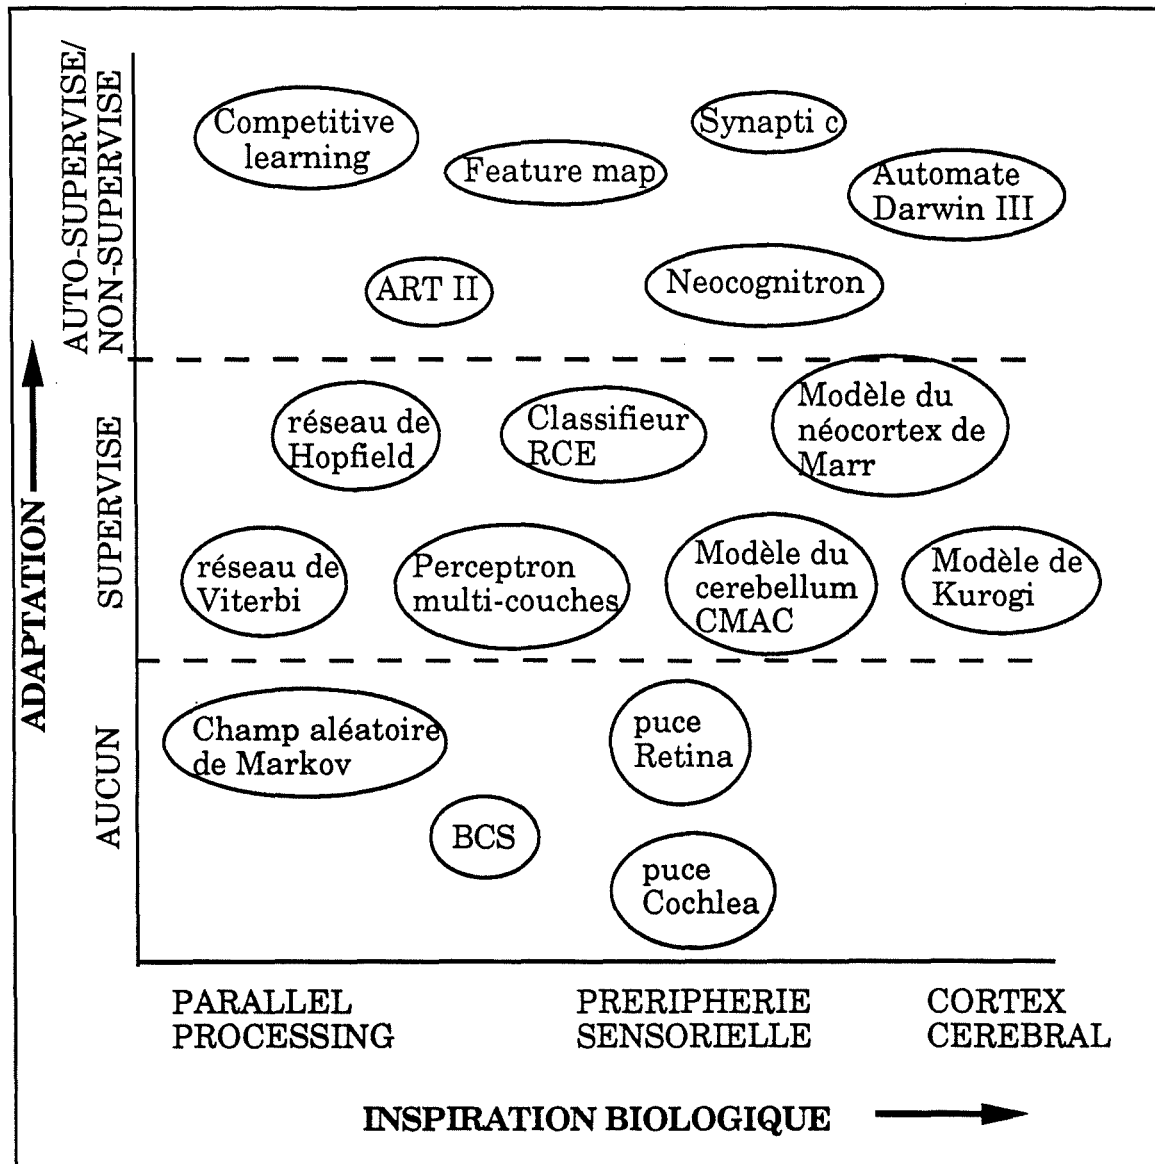 AUTO-SUPERVISE/
NON-SUPERVISE
Competitive
learning
Feature map
Synapti c
Automate
Darwin III
ART II
Neocognitron
SUPERVISE
réseau de
Hopfield
Classifieur
RCE
Modèle du
néocortex de
Marr
réseau de
Viterbi
Perceptron
multi-couches
Modèle du
cerebellum
CMAC
Modèle de
Kurogi
ADAPTATION
AUCUN
Champ aléatoire
de Markov
puce
Retina
BCS
puce
Cochlea
PARALLEL
PROCESSING
PRERIPHERIE
SENSORIELLE
CORTEX
CEREBRAL
INSPIRATION BIOLOGIQUE